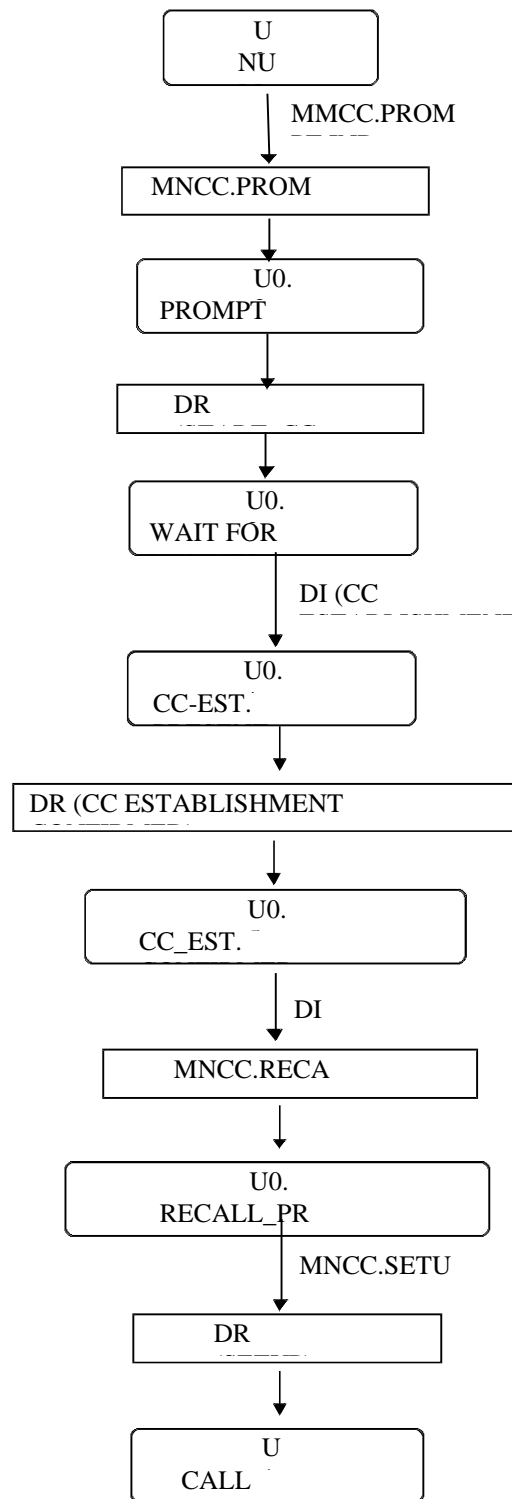 U
NU
MMCC.PROM
MNCC.PROM
U0.
PROMPT
DR
U0.
WAIT FOR
DI (CC
U0.
CC-EST.
DR (CC ESTABLISHMENT
U0.
CC_EST.
DI
MNCC.RECA
U0.
RECALL_PR
MNCC.SETU
DR
U
CALL